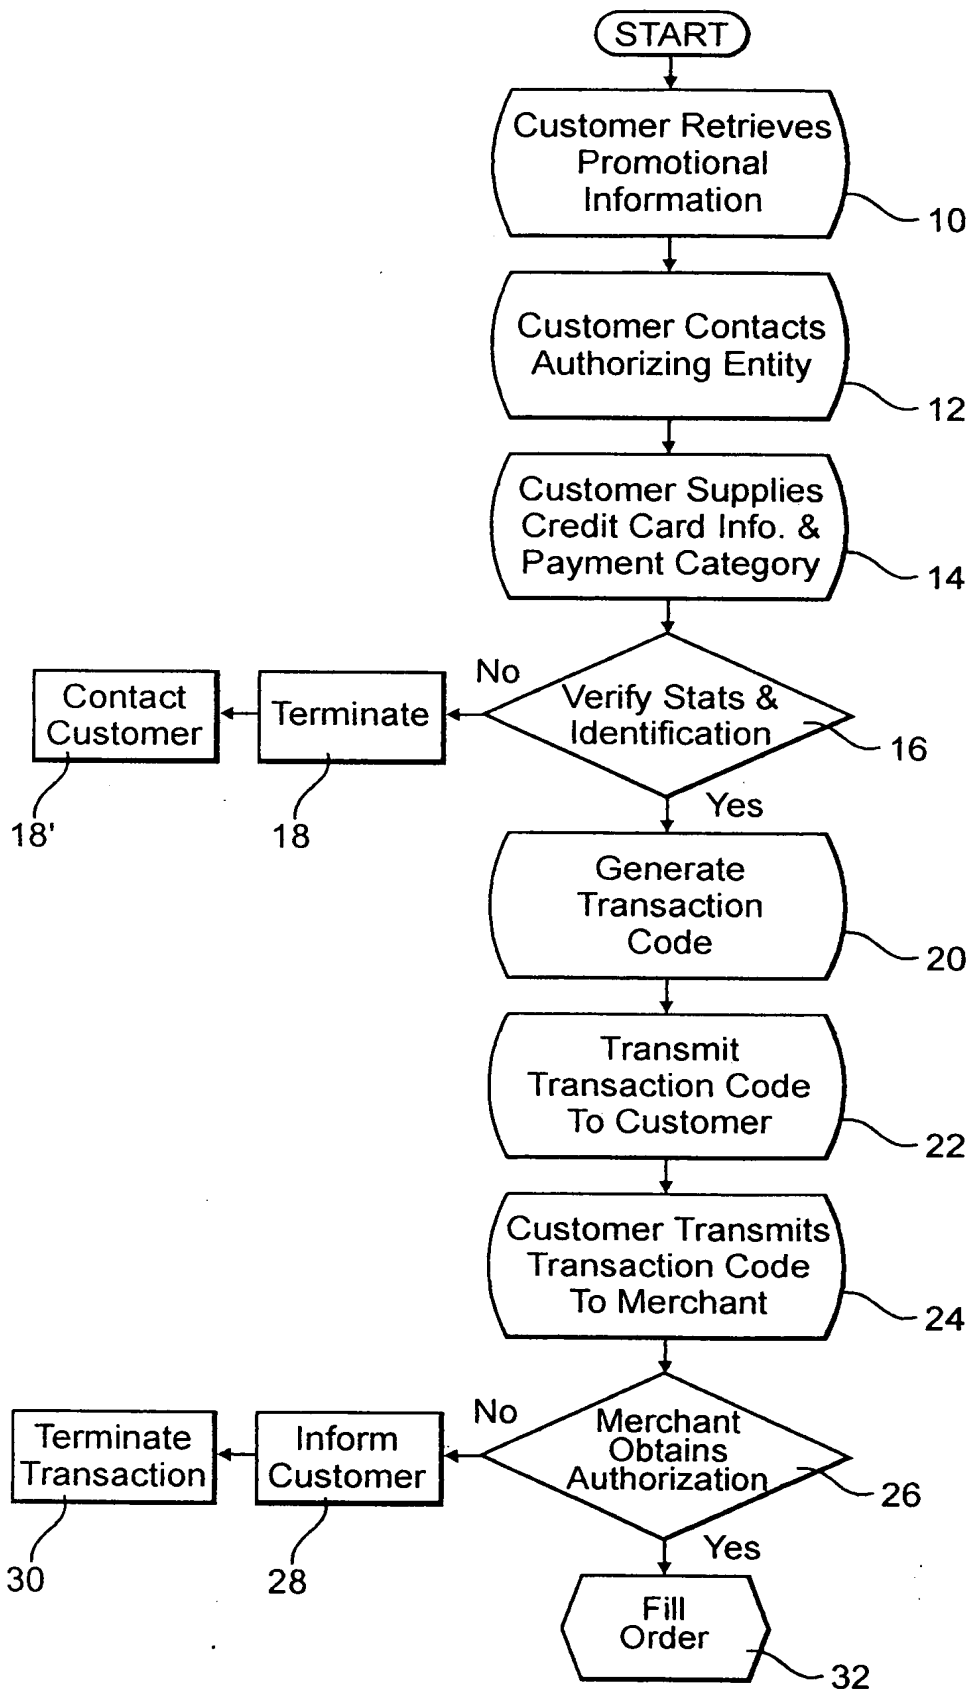 START
Customer Retrieves
Promotional
Information
10
Customer Contacts
Authorizing Entity
12
Customer Supplies
Credit Card Info. &
Payment Category
14
No
Verify Stats &
Identification
16
Terminate
18
Contact
Customer
18'
Yes
Generate
Transaction
Code
20
Transmit
Transaction Code
To Customer
22
Customer Transmits
Transaction Code
To Merchant
24
No
Merchant
Obtains
Authorization
26
Inform
Customer
28
Terminate
Transaction
30
Yes
Fill
Order
32